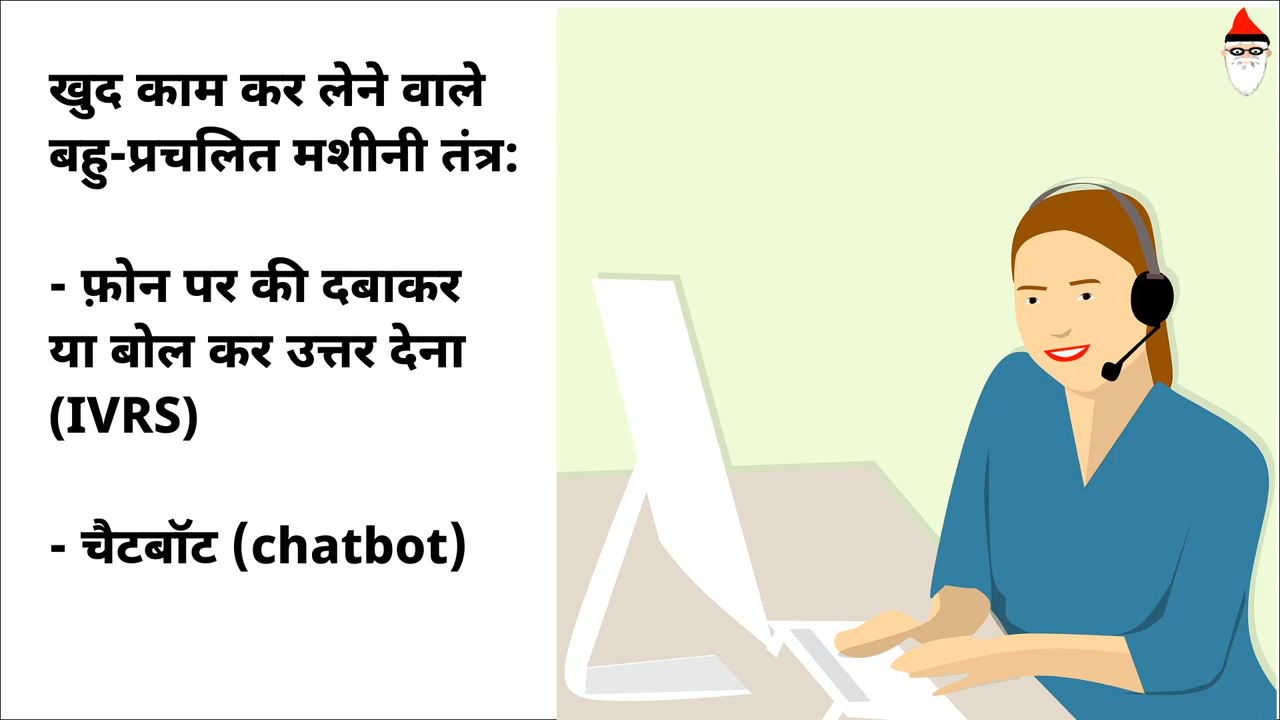 खुद काम कर लेने वाले
बहु-प्रचलित मशीनी तंत्र:
- फ़ोन पर की दबाकर
या बोल कर उत्तर देना
(IVRS)
- चैटबॉट (chatbot)